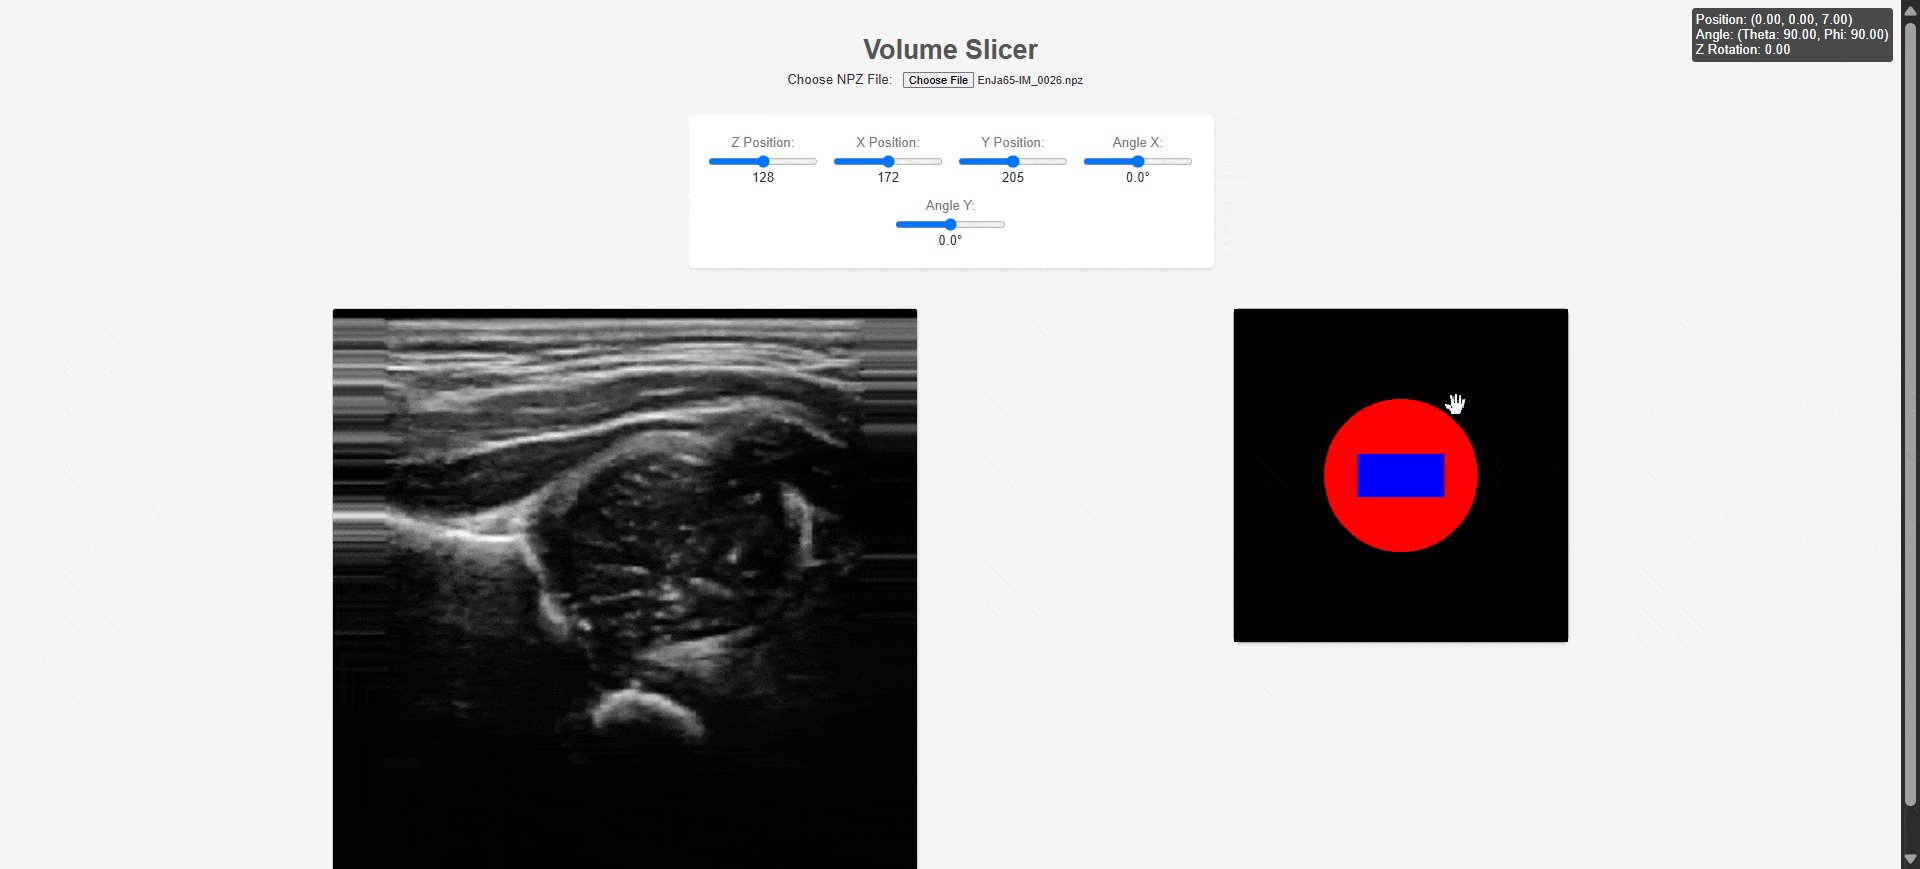 Position: (0.00, 0.00, 7.00)
Angle: (Theta: 90.00, Phi: 90.00)
Z Rotation: 0.00
Volume Slicer
Choose NPZ File: Choose File EnJa65-IM_0026.npz
Z Position: X Position: Y Position: Angle X:
128 172 205 0.0°
Angle Y:
0.0°